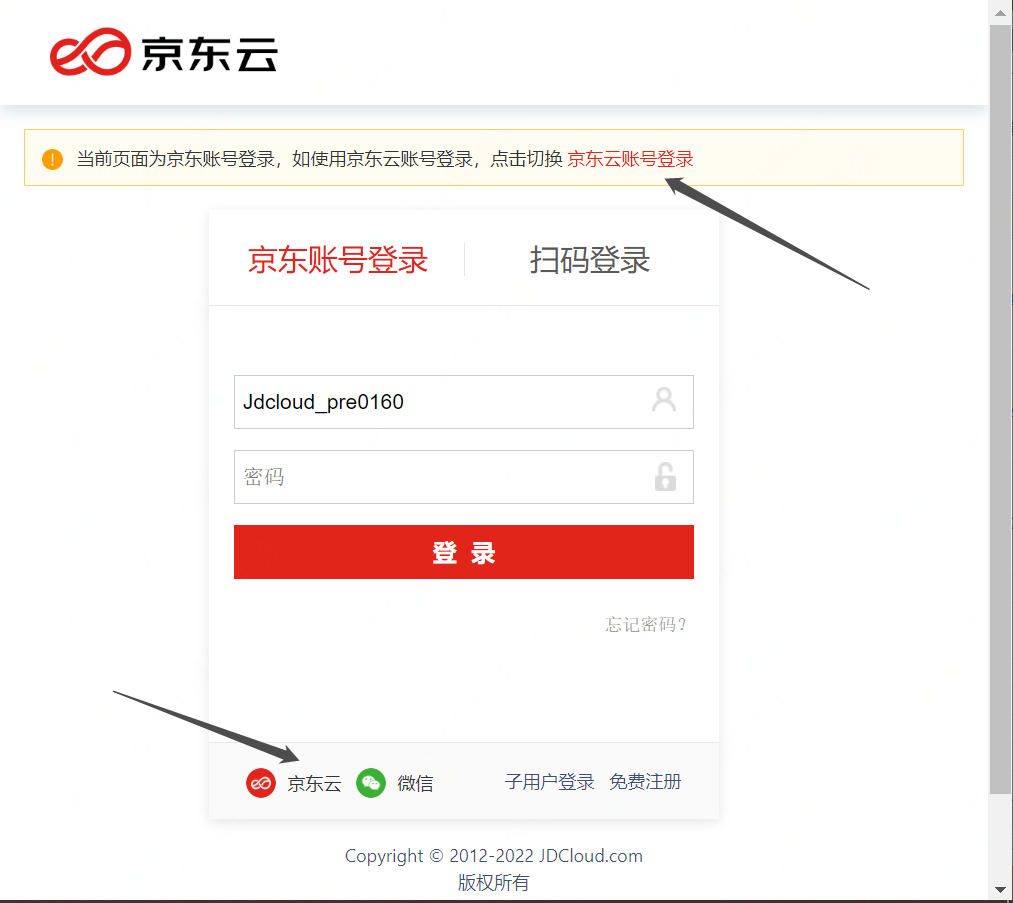 京东云
当前页面为京东账号登录，如使用京东云账号登录，点击切换 京东云账号登录
京东账号登录 扫码登录
Jdcloud_pre0160
密码
登 录
忘记密码?
京东云 微信 子用户登录 免费注册
Copyright © 2012-2022 JDCloud.com
版权所有